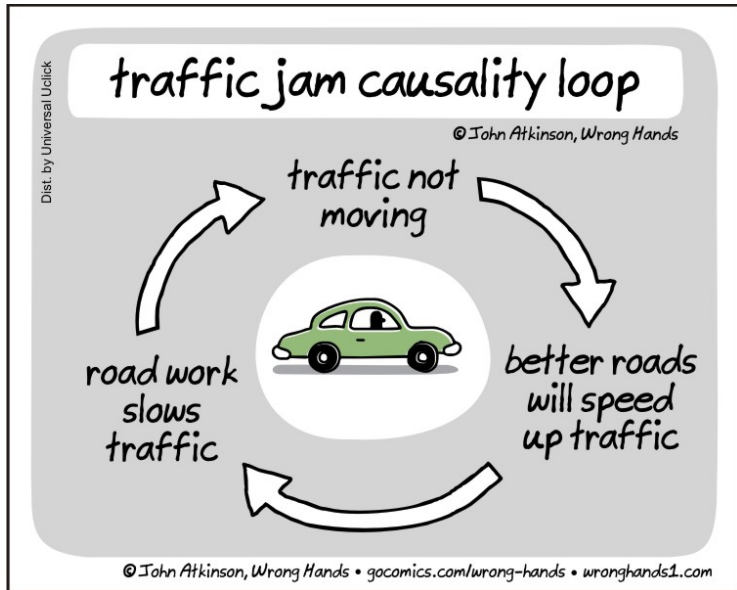 traffic jam causality loop
Dist. by Universal Uclick
© John Atkinson, Wrong Hands
traffic not
moving
better roads
will speed
up traffic
road work
slows
traffic
© John Atkinson, Wrong Hands • gocomics.com/wrong-hands • wronghands1.com